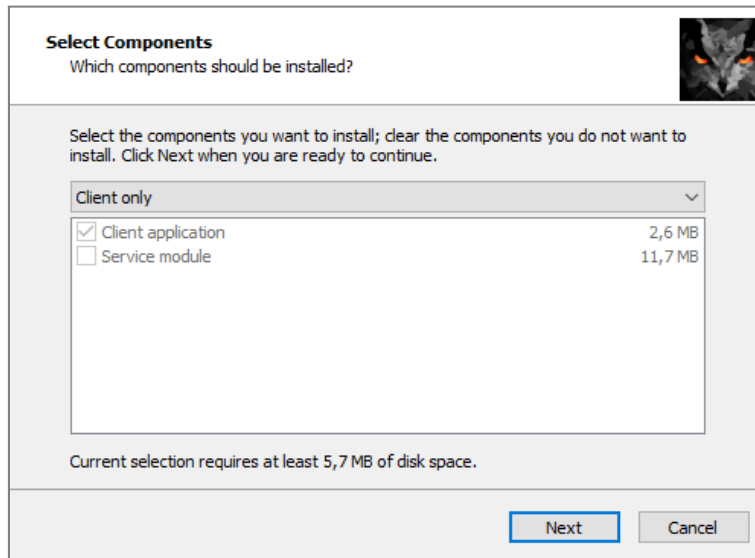 Select Components
Which components should be installed?
Select the components you want to install; clear the components you do not want to
install. Click Next when you are ready to continue.
Client only
Client application 2,6 MB
Service module 11,7 MB
Current selection requires at least 5,7 MB of disk space.
Next Cancel